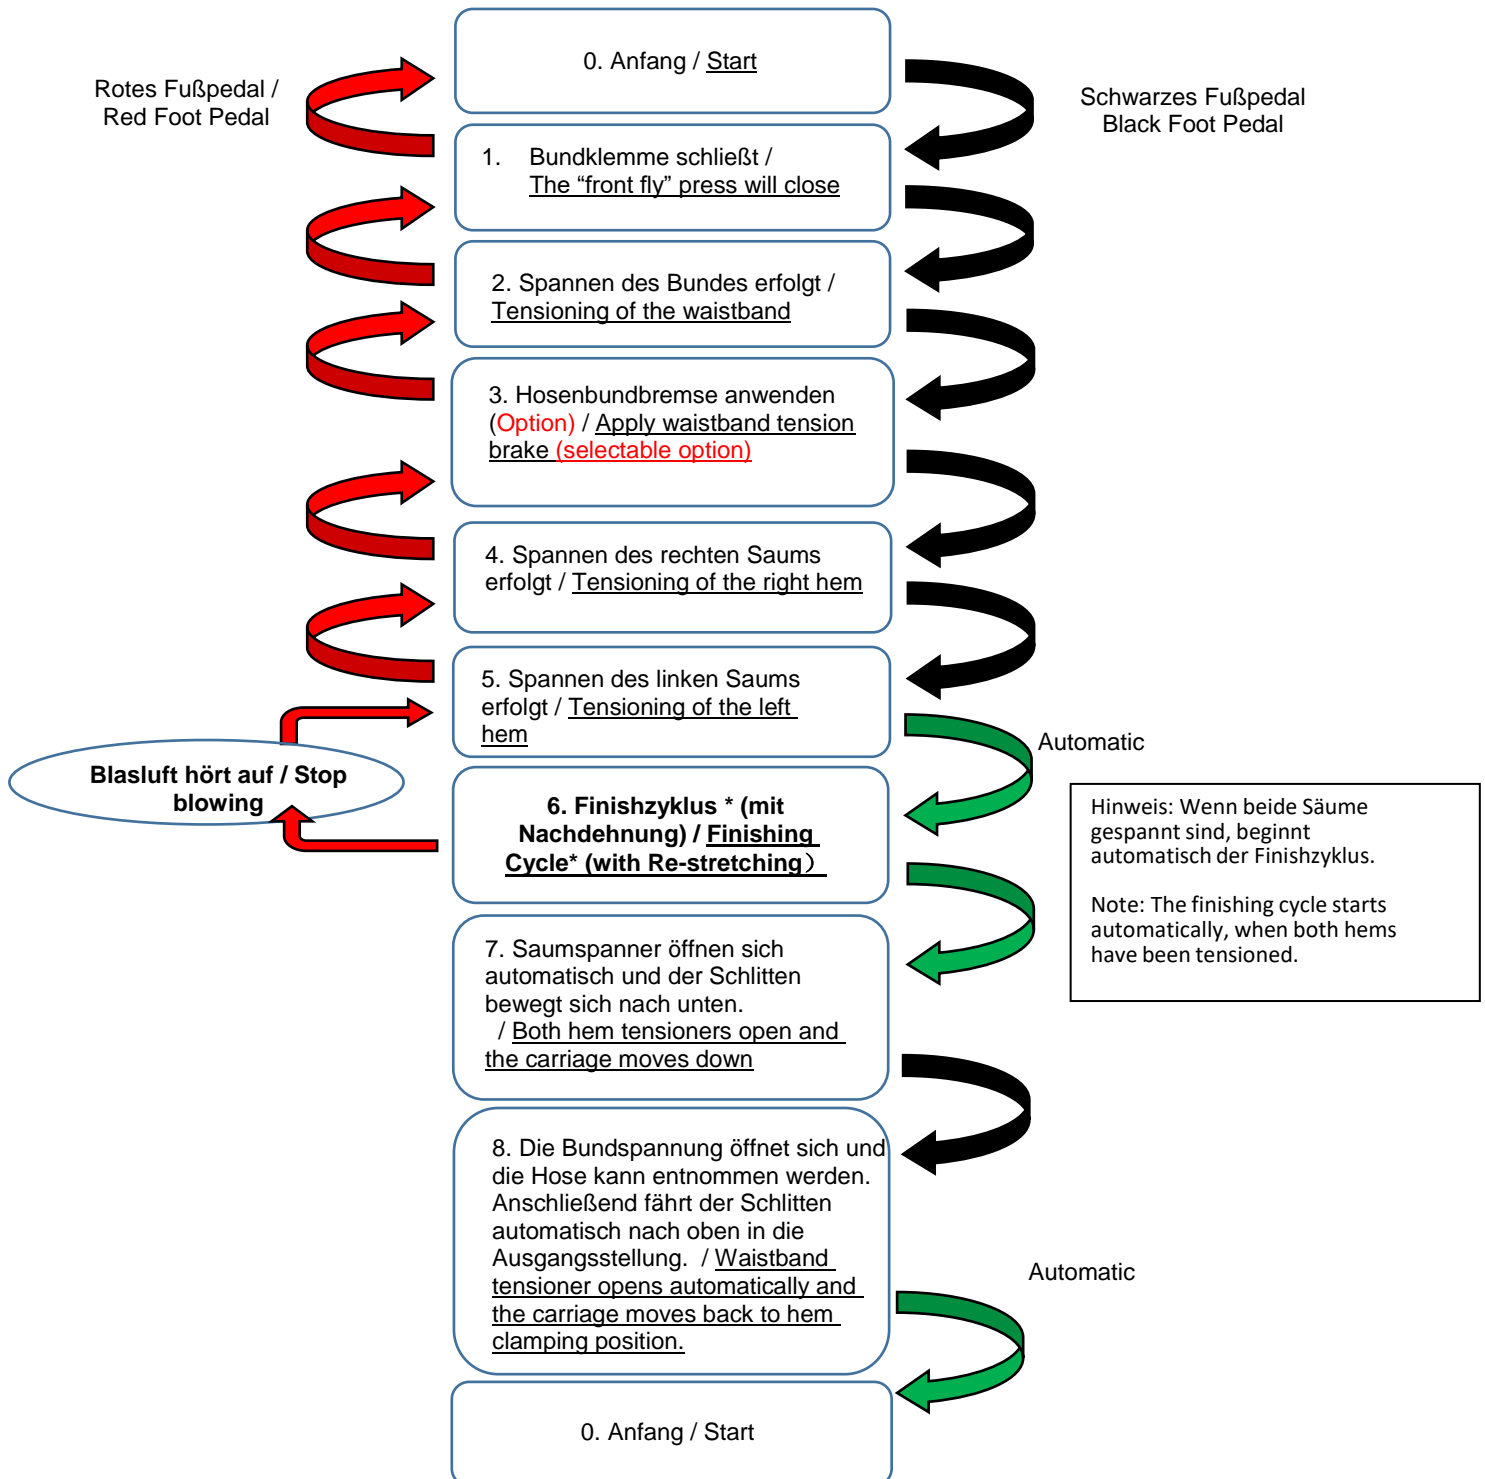 0. Anfang / Start
Rotes Fußpedal /
Red Foot Pedal
Schwarzes Fußpedal
Black Foot Pedal
1. Bundklemme schließt /
The “front fly” press will close
2. Spannen des Bundes erfolgt /
Tensioning of the waistband
3. Hosenbundbremse anwenden
(Option) / Apply waistband tension
brake (selectable option)
4. Spannen des rechten Saums
erfolgt / Tensioning of the right hem
5. Spannen des linken Saums
erfolgt / Tensioning of the left
hem
Automatic
Blasluft hört auf / Stop
blowing
6. Finishzyklus * (mit
Nachdehnung) / Finishing
Cycle* (with Re-stretching）
Hinweis: Wenn beide Säume
gespannt sind, beginnt
automatisch der Finishzyklus.
Note: The finishing cycle starts
automatically, when both hems
have been tensioned.
7. Saumspanner öffnen sich
automatisch und der Schlitten
bewegt sich nach unten.
/ Both hem tensioners open and
the carriage moves down
8. Die Bundspannung öffnet sich und
die Hose kann entnommen werden.
Anschließend fährt der Schlitten
automatisch nach oben in die
Ausgangsstellung. / Waistband
tensioner opens automatically and
the carriage moves back to hem
clamping position.
Automatic
0. Anfang / Start